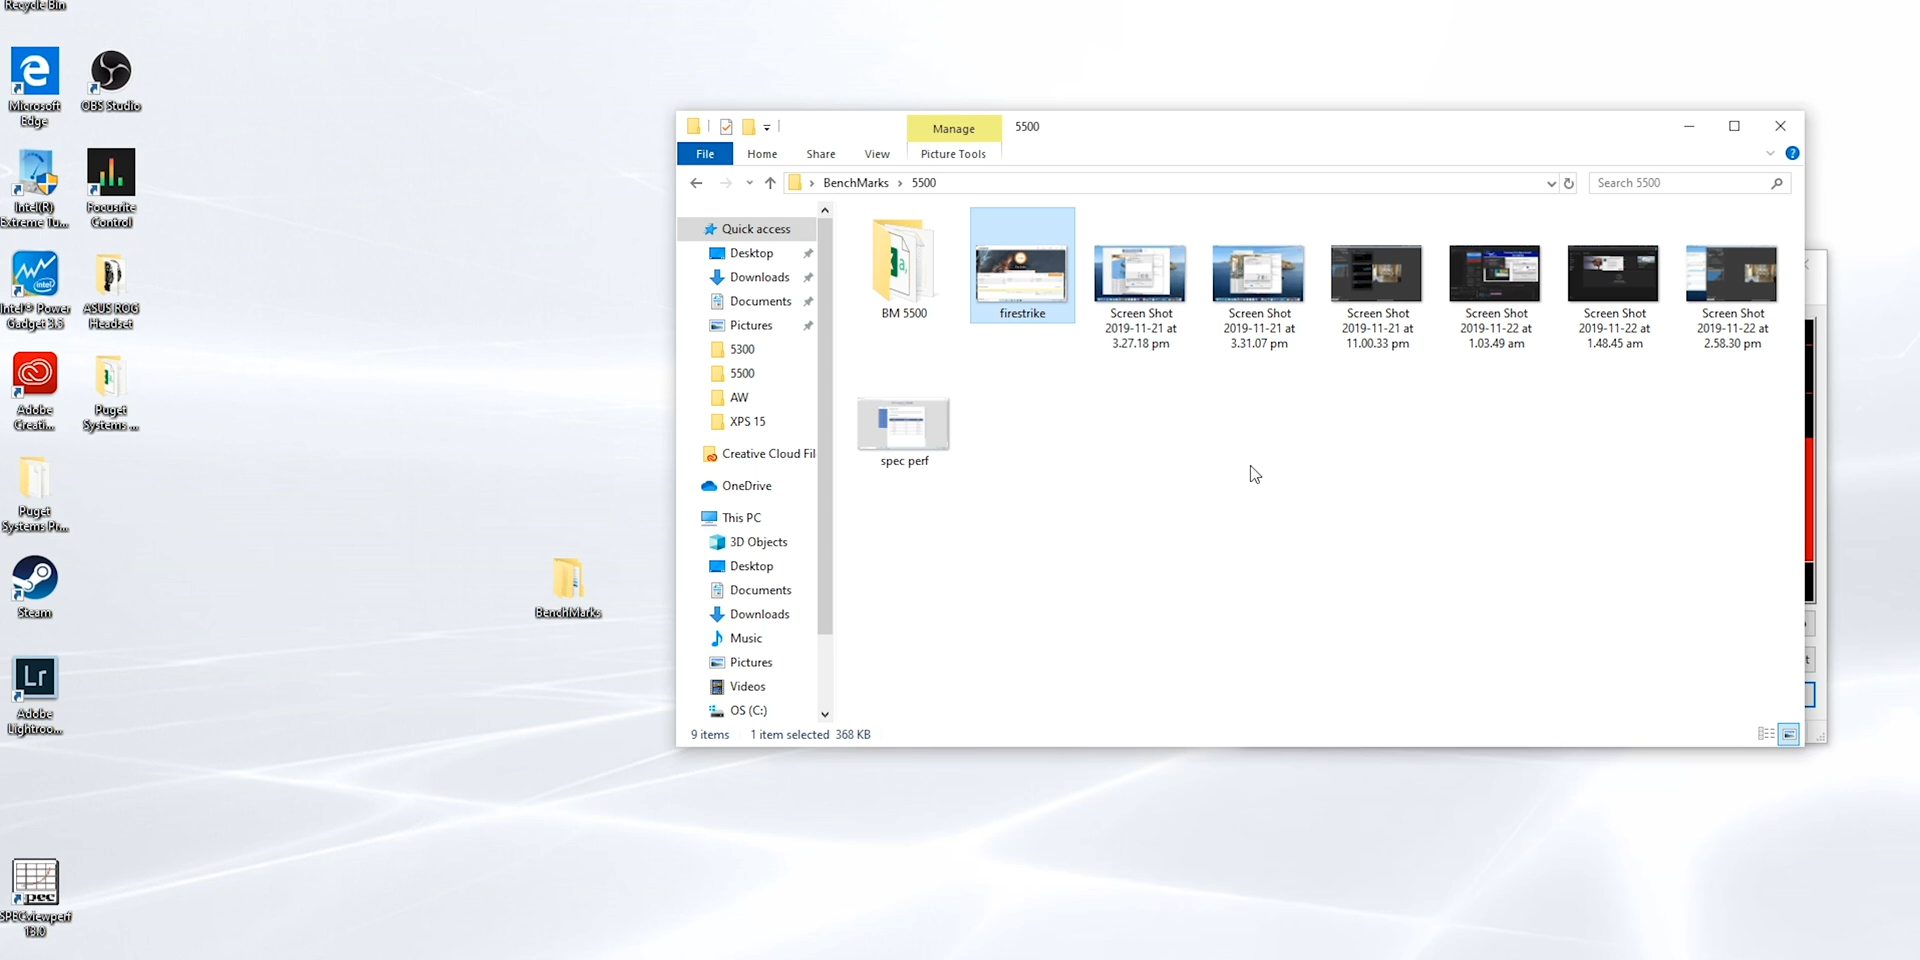 Recycle Bin
Microsoft
Edge
OBS Studio
Intel(R)
Extreme Tu...
Focusrite
Control
Intel® Power
Gadget 3.5
ASUS ROG
Headset
Adobe
Creati...
Puget
Systems ...
Puget
Systems Pr...
Steam
Lr
Adobe
Lightroo...
spec
SPECviewperf
13.0
BenchMarks
Manage
5500
File
Home
Share
View
Picture Tools
BenchMarks
5500
Search 5500
Quick access
Desktop
Downloads
Documents
Pictures
5300
5500
AW
XPS 15
Creative Cloud Fil
OneDrive
This PC
3D Objects
Desktop
Documents
Downloads
Music
Pictures
Videos
OS (C:)
BM 5500
firestrike
Screen Shot
2019-11-21 at
3.27.18 pm
Screen Shot
2019-11-21 at
3.31.07 pm
Screen Shot
2019-11-21 at
11.00.33 pm
Screen Shot
2019-11-22 at
1.03.49 am
Screen Shot
2019-11-22 at
1.48.45 am
Screen Shot
2019-11-22 at
2.58.30 pm
spec perf
9 items
1 item selected 368 KB